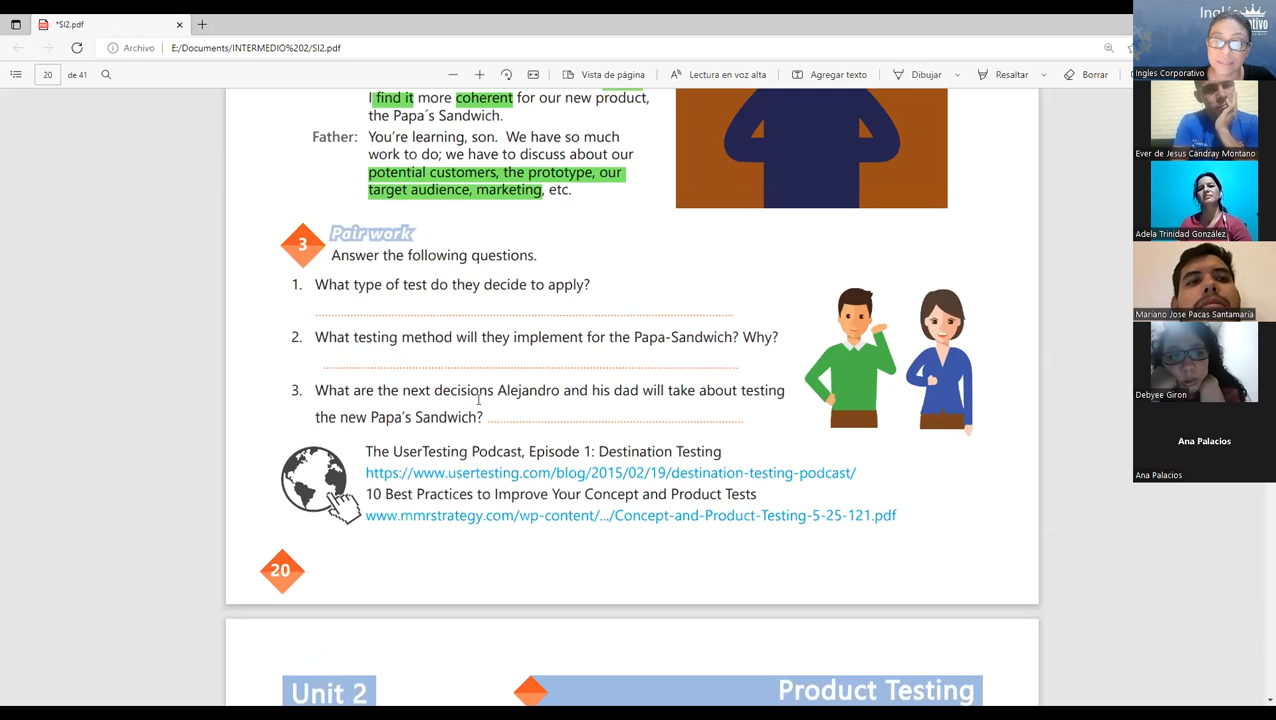 *SI2.pdf
Archivo
E:/Documents/INTERMEDIO%202/SI2.pdf
20
de 41
Vista de página
Lectura en voz alta
Agregar texto
Dibujar
Resaltar
Borrar
I find it more coherent for our new product,
the Papa´s Sandwich.
Father: You're learning, son. We have so much
work to do; we have to discuss about our
potential customers, the prototype, our
target audience, marketing, etc.
3
Pair work
Answer the following questions.
1. What type of test do they decide to apply?
2. What testing method will they implement for the Papa-Sandwich? Why?
3. What are the next decisions Alejandro and his dad will take about testing
the new Papa's Sandwich?
The UserTesting Podcast, Episode 1: Destination Testing
https://www.usertesting.com/blog/2015/02/19/destination-testing-podcast/
10 Best Practices to Improve Your Concept and Product Tests
www.mmrstrategy.com/wp-content/.../Concept-and-Product-Testing-5-25-121.pdf
20
Unit 2
Product Testing
Ingles Corporativo
Ever de Jesus Candray Montano
Adela Trinidad González
Mariano Jose Pacas Santamaría
Debyee Giron
Ana Palacios
Ana Palacios